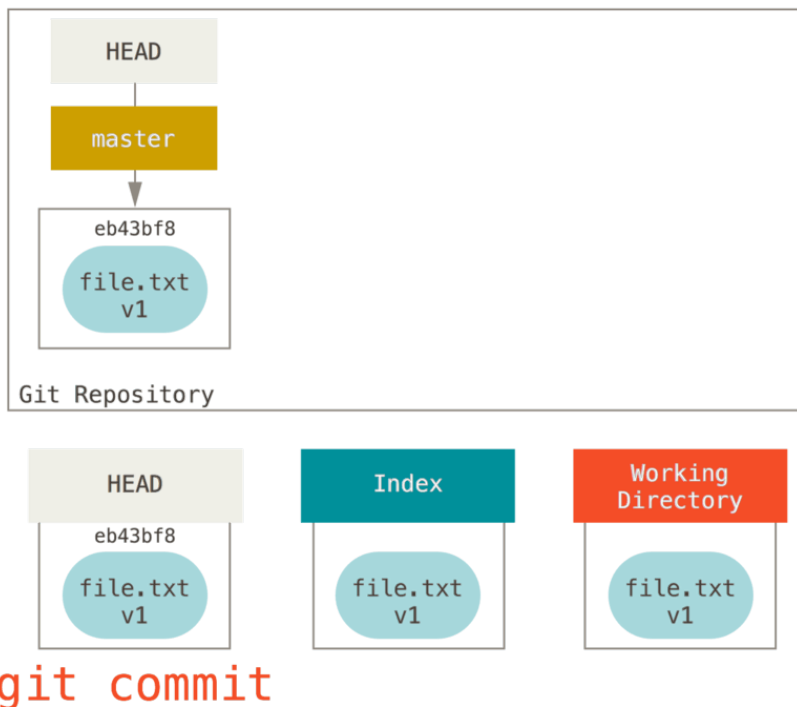 HEAD
master
eb43bf8
file.txt
v1
Git Repository
HEAD
eb43bf8
file.txt
v1
Index
file.txt
v1
Working
Directory
file.txt
v1
git commit